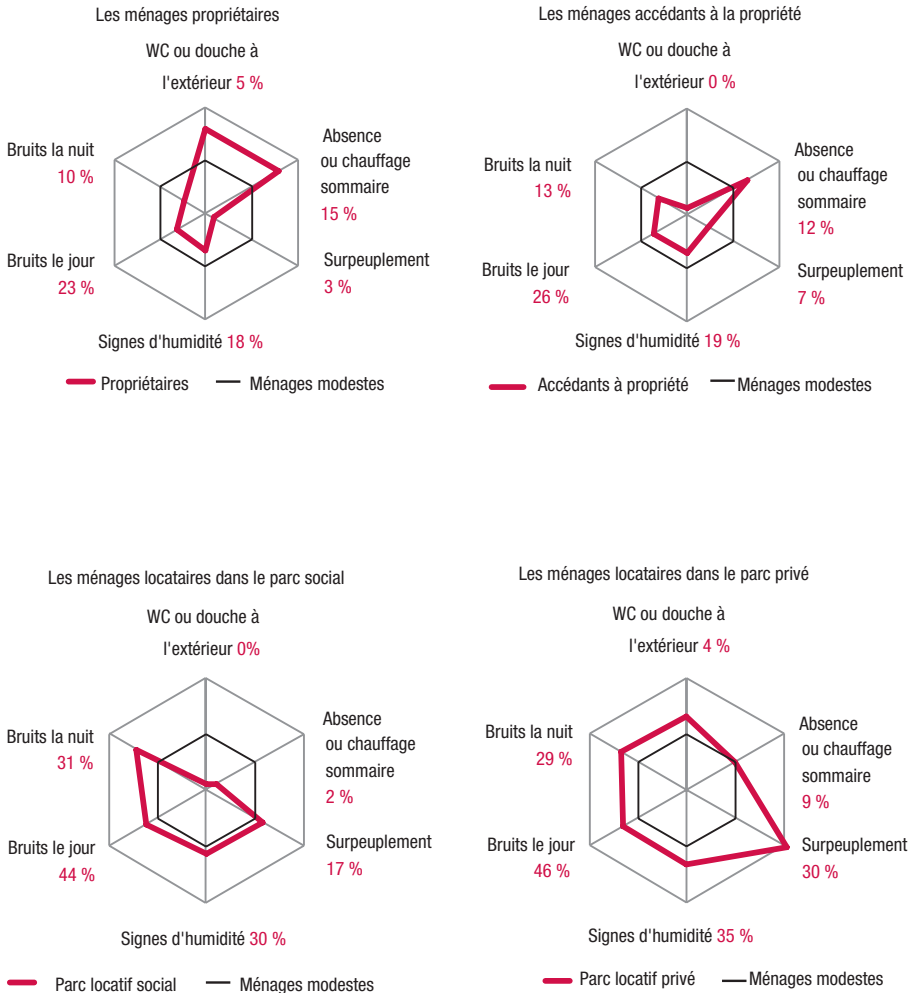 Les ménages propriétaires
WC ou douche à
l'extérieur 5 %
Absence
ou chauffage
sommaire
15 %
Surpeuplement
3 %
Signes d'humidité 18 %
Bruits le jour
23 %
Bruits la nuit
10 %
Propriétaires
Ménages modestes
Les ménages accédants à la propriété
WC ou douche à
l'extérieur 0 %
Absence
ou chauffage
sommaire
12 %
Surpeuplement
7 %
Signes d'humidité 19 %
Bruits le jour
26 %
Bruits la nuit
13 %
Accédants à propriété
Ménages modestes
Les ménages locataires dans le parc social
WC ou douche à
l'extérieur 0%
Absence
ou chauffage
sommaire
2 %
Surpeuplement
17 %
Signes d'humidité 30 %
Bruits le jour
44 %
Bruits la nuit
31 %
Parc locatif social
Ménages modestes
Les ménages locataires dans le parc privé
WC ou douche à
l'extérieur 4 %
Absence
ou chauffage
sommaire
9 %
Surpeuplement
30 %
Signes d'humidité 35 %
Bruits le jour
46 %
Bruits la nuit
29 %
Parc locatif privé
Ménages modestes